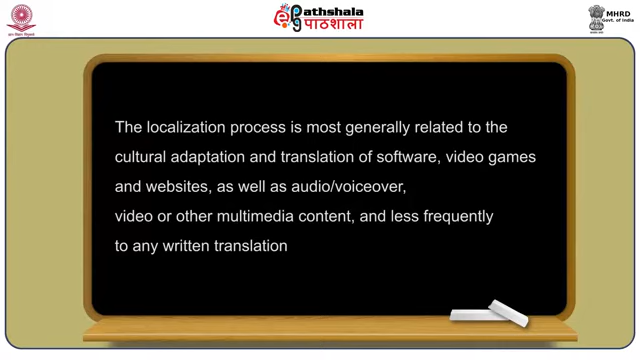 Pathshala
पाठशाला
MHRD
Govt. of India
The localization process is most generally related to the
cultural adaptation and translation of software, video games
and websites, as well as audio/voiceover,
video or other multimedia content, and less frequently
to any written translation